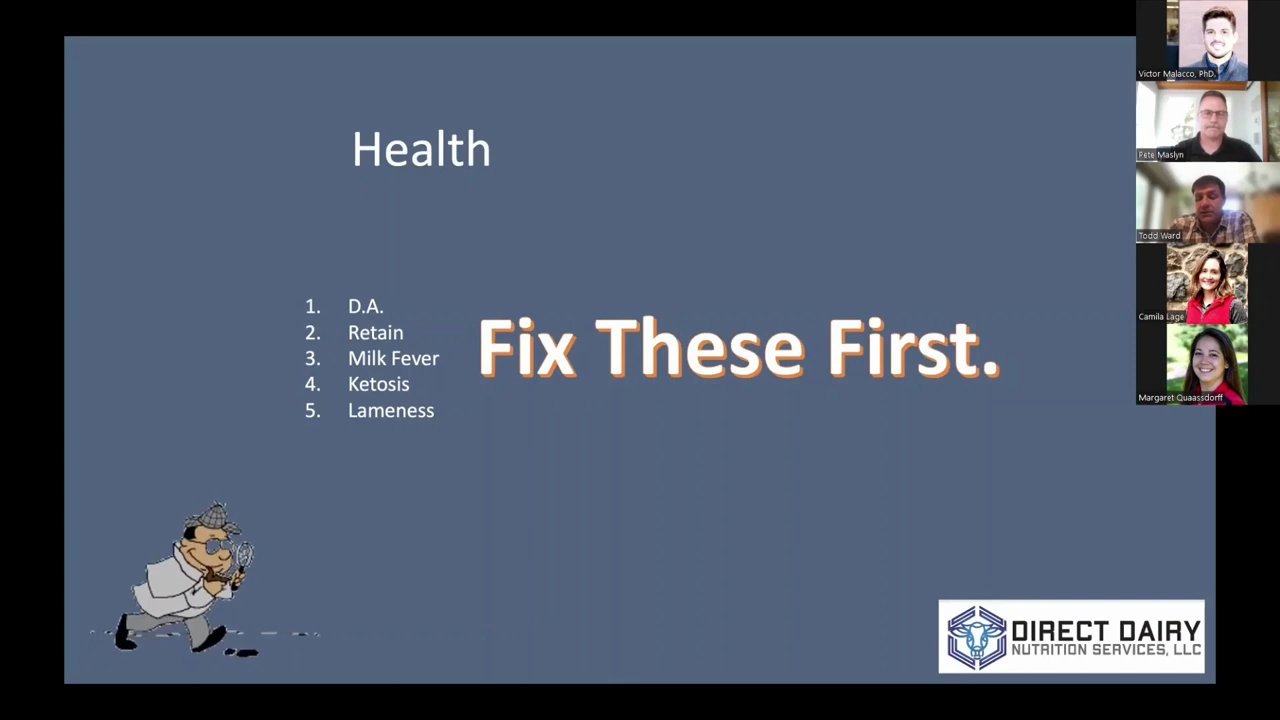 Health
1. D.A.
2. Retain
3. Milk Fever
4. Ketosis
5. Lameness
Fix These First.
DIRECT DAIRY
NUTRITION SERVICES, LLC
Victor Malacco, PhD.
Pete Maslyn
Todd Ward
Camila Lage
Margaret Quaassdorff